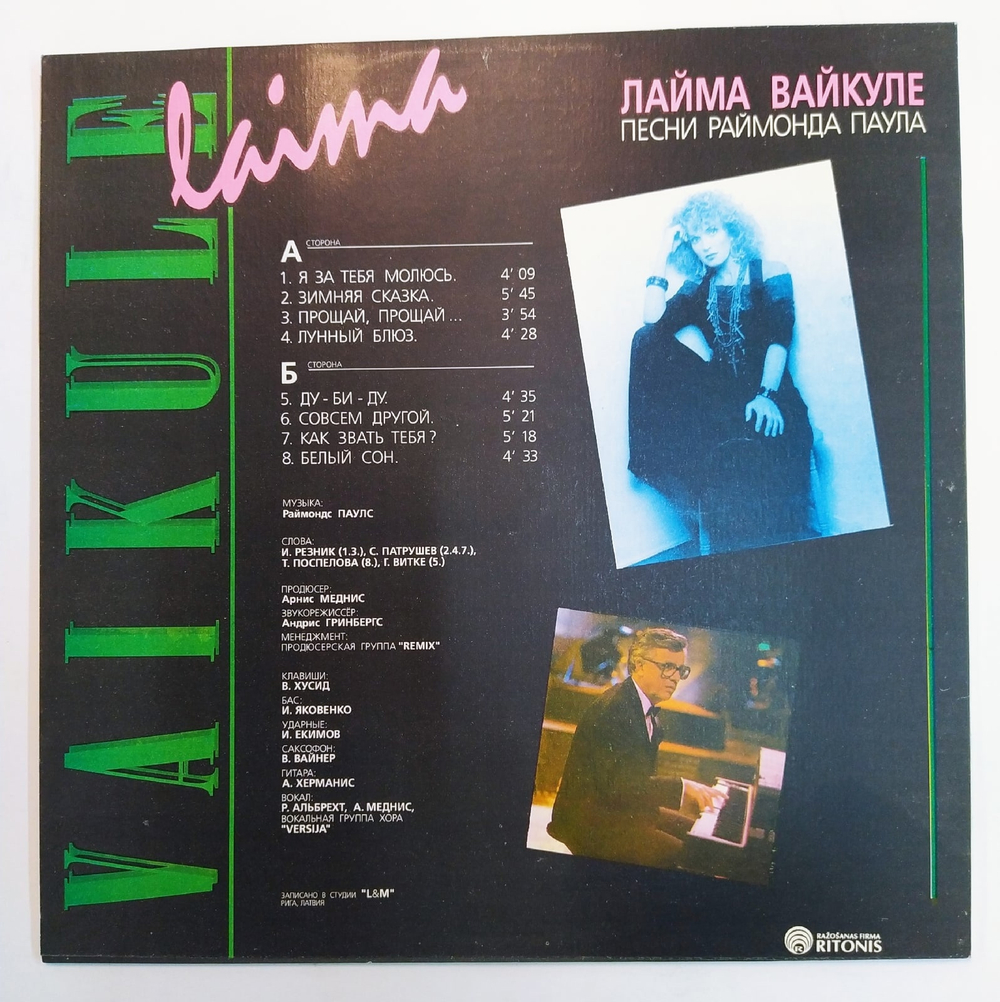 VAIKULE
laima
ЛАЙМА ВАЙКУЛЕ
ПЕСНИ РАЙМОНДА ПАУЛА
А СТОРОНА
1. Я ЗА ТЕБЯ МОЛЮСЬ. 4' 09
2. ЗИМНЯЯ СКАЗКА. 5' 45
3. ПРОЩАЙ, ПРОЩАЙ... 3' 54
4. ЛУННЫЙ БЛЮЗ. 4' 28
Б СТОРОНА
5. ДУ - БИ - ДУ. 4' 35
6. СОВСЕМ ДРУГОЙ. 5' 21
7. КАК ЗВАТЬ ТЕБЯ? 5' 18
8. БЕЛЫЙ СОН. 4' 33
МУЗЫКА:
Раймондс ПАУЛС
СЛОВА:
И. РЕЗНИК (1.3.), С. ПАТРУШЕВ (2.4.7.),
Т. ПОСПЕЛОВА (8.), Г. ВИТКЕ (5.)
ПРОДЮСЕР:
Арнис МЕДНИС
ЗВУКОРЕЖИССЁР:
Андрис ГРИНБЕРГС
МЕНЕДЖМЕНТ:
ПРОДЮСЕРСКАЯ ГРУППА "REMIX"
КЛАВИШИ:
В. ХУСИД
БАС:
И. ЯКОВЕНКО
УДАРНЫЕ:
И. ЕКИМОВ
САКСОФОН:
В. ВАЙНЕР
ГИТАРА:
А. ХЕРМАНИС
ВОКАЛ:
Р. АЛЬБРЕХТ, А. МЕДНИС,
ВОКАЛЬНАЯ ГРУППА ХОРА
"VERSIJA"
ЗАПИСАНО В СТУДИИ "L&M"
РИГА, ЛАТВИЯ
RAŽOŠANAS FIRMA
RITONIS